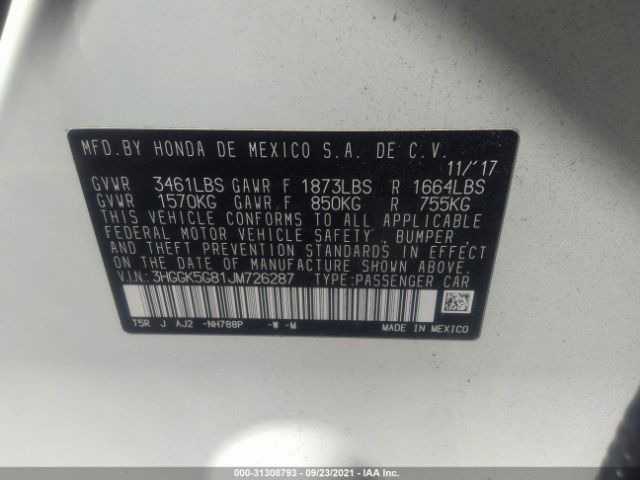 MFD.BY HONDA DE MEXICO S.A. DE C.V.
11/'17
GVWR 3461LBS GAWR F 1873LBS R 1664LBS
GVWR 1570KG GAWR F 850KG R 755KG
THIS VEHICLE CONFORMS TO ALL APPLICABLE
FEDERAL MOTOR VEHICLE SAFETY, BUMPER,
AND THEFT PREVENTION STANDARDS IN EFFECT
ON THE DATE OF MANUFACTURE SHOWN ABOVE.
V.I.N: 3HGGK5G81JM726287 TYPE:PASSENGER CAR
T5R J AJ2 -NH788P -W -M
MADE IN MEXICO
000-31308793 - 09/23/2021 - IAA Inc.